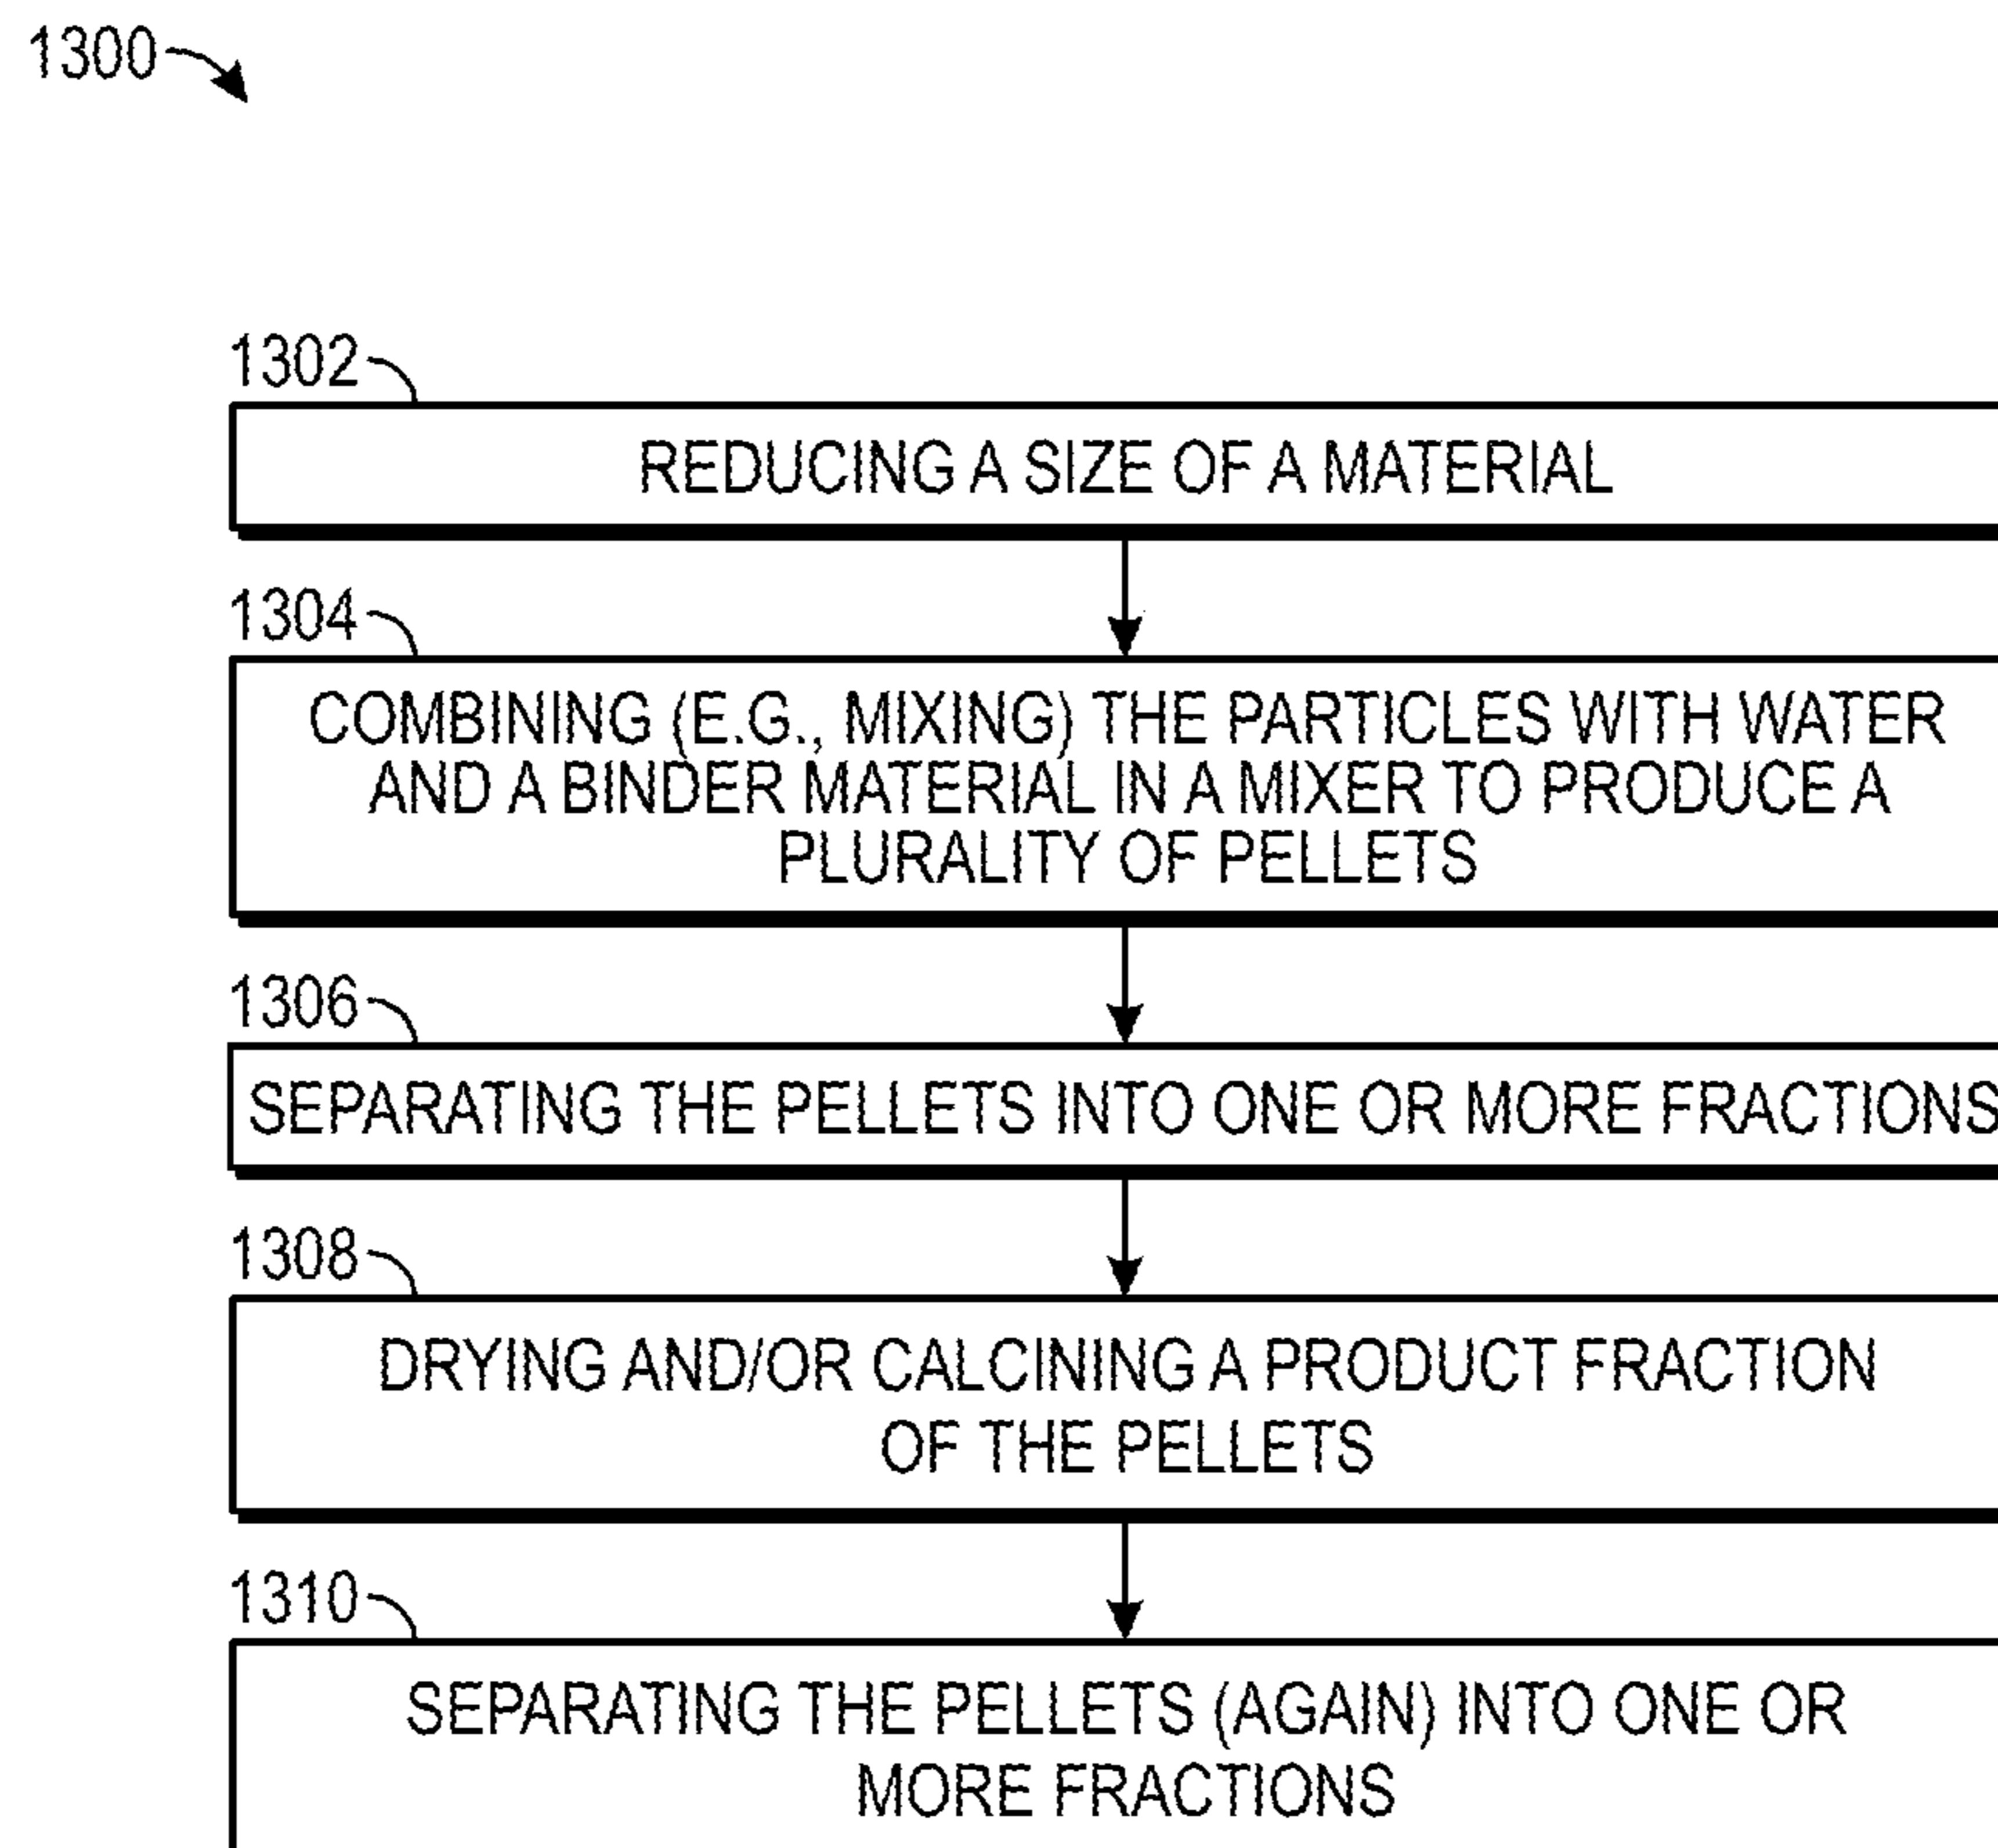 1300
1302
REDUCING A SIZE OF A MATERIAL
1304
COMBINING (E.G., MIXING) THE PARTICLES WITH WATER
AND A BINDER MATERIAL IN A MIXER TO PRODUCE A
PLURALITY OF PELLETS
1306
SEPARATING THE PELLETS INTO ONE OR MORE FRACTIONS
1308
DRYING AND/OR CALCINING A PRODUCT FRACTION
OF THE PELLETS
1310
SEPARATING THE PELLETS (AGAIN) INTO ONE OR
MORE FRACTIONS